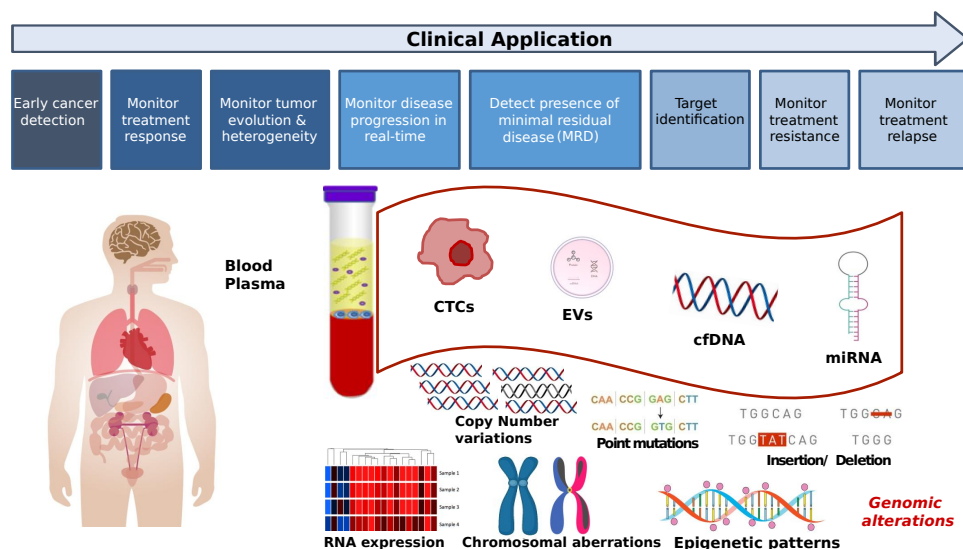 Clinical Application
Early cancer
detection
Monitor
treatment
response
Monitor tumor
evolution &
heterogeneity
Monitor disease
progression in
real-time
Detect presence of
minimal residual
disease (MRD)
Target
identification
Monitor
treatment
resistance
Monitor
treatment
relapse
Blood
Plasma
CTCs
EVs
cfDNA
miRNA
Copy Number
variations
CAA CCG GAG CTT
CAA CCG GTG CTT
Point mutations
TGGCAG
TGGTATCAG
TGGCAG
TGGG
Insertion/ Deletion
Sample 1
Sample 2
Sample 3
Sample 4
RNA expression
Chromosomal aberrations
Epigenetic patterns
Genomic
alterations